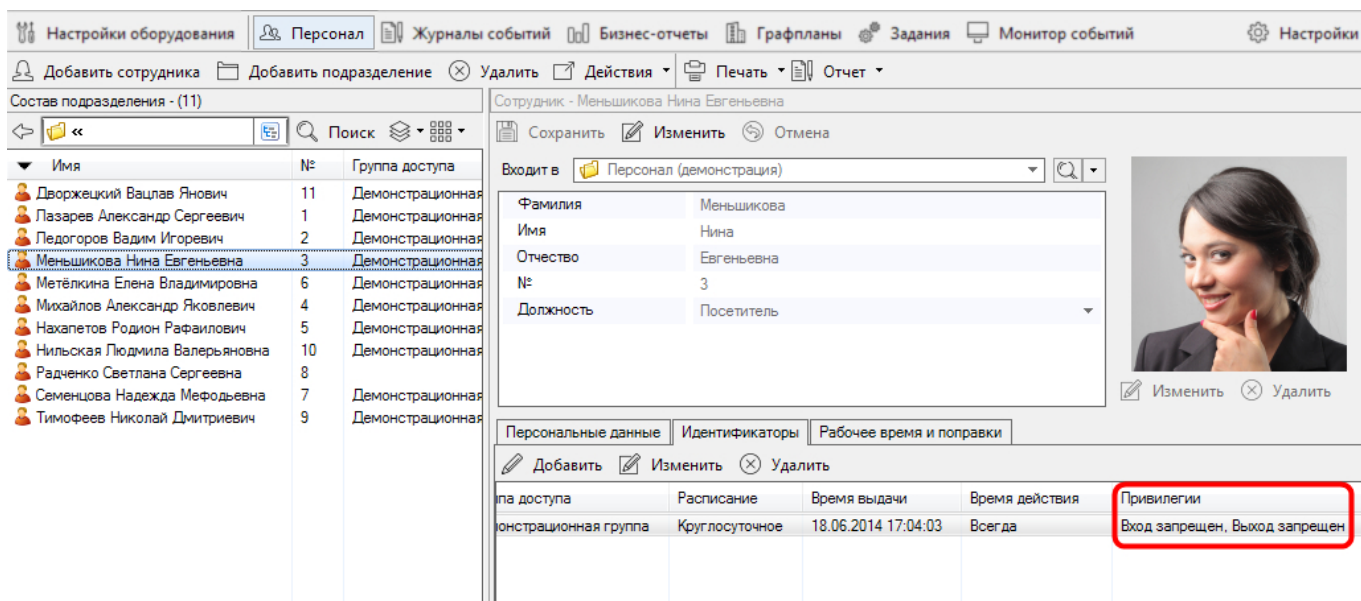 Настройки оборудования Персонал Журналы событий Бизнес-отчеты Графпланы Задания Монитор событий Настройки
Добавить сотрудника Добавить подразделение Удалить Действия Печать Отчет
Состав подразделения - (11)
« Поиск
Имя № Группа доступа
Дворжецкий Вацлав Янович 11 Демонстрационная
Лазарев Александр Сергеевич 1 Демонстрационная
Ледогоров Вадим Игоревич 2 Демонстрационная
Меньшикова Нина Евгеньевна 3 Демонстрационная
Метёлкина Елена Владимировна 6 Демонстрационная
Михайлов Александр Яковлевич 4 Демонстрационная
Нахапетов Родион Рафаилович 5 Демонстрационная
Нильская Людмила Валерьяновна 10 Демонстрационная
Радченко Светлана Сергеевна 8
Семенцова Надежда Мефодьевна 7 Демонстрационная
Тимофеев Николай Дмитриевич 9 Демонстрационная
Сотрудник - Меньшикова Нина Евгеньевна
Сохранить Изменить Отмена
Входит в Персонал (демонстрация)
Фамилия Меньшикова
Имя Нина
Отчество Евгеньевна
№ 3
Должность Посетитель
Изменить Удалить
Персональные данные Идентификаторы Рабочее время и поправки
Добавить Изменить Удалить
па доступа Расписание Время выдачи Время действия Привилегии
онстрационная группа Круглосуточное 18.06.2014 17:04:03 Всегда Вход запрещен, Выход запрещен